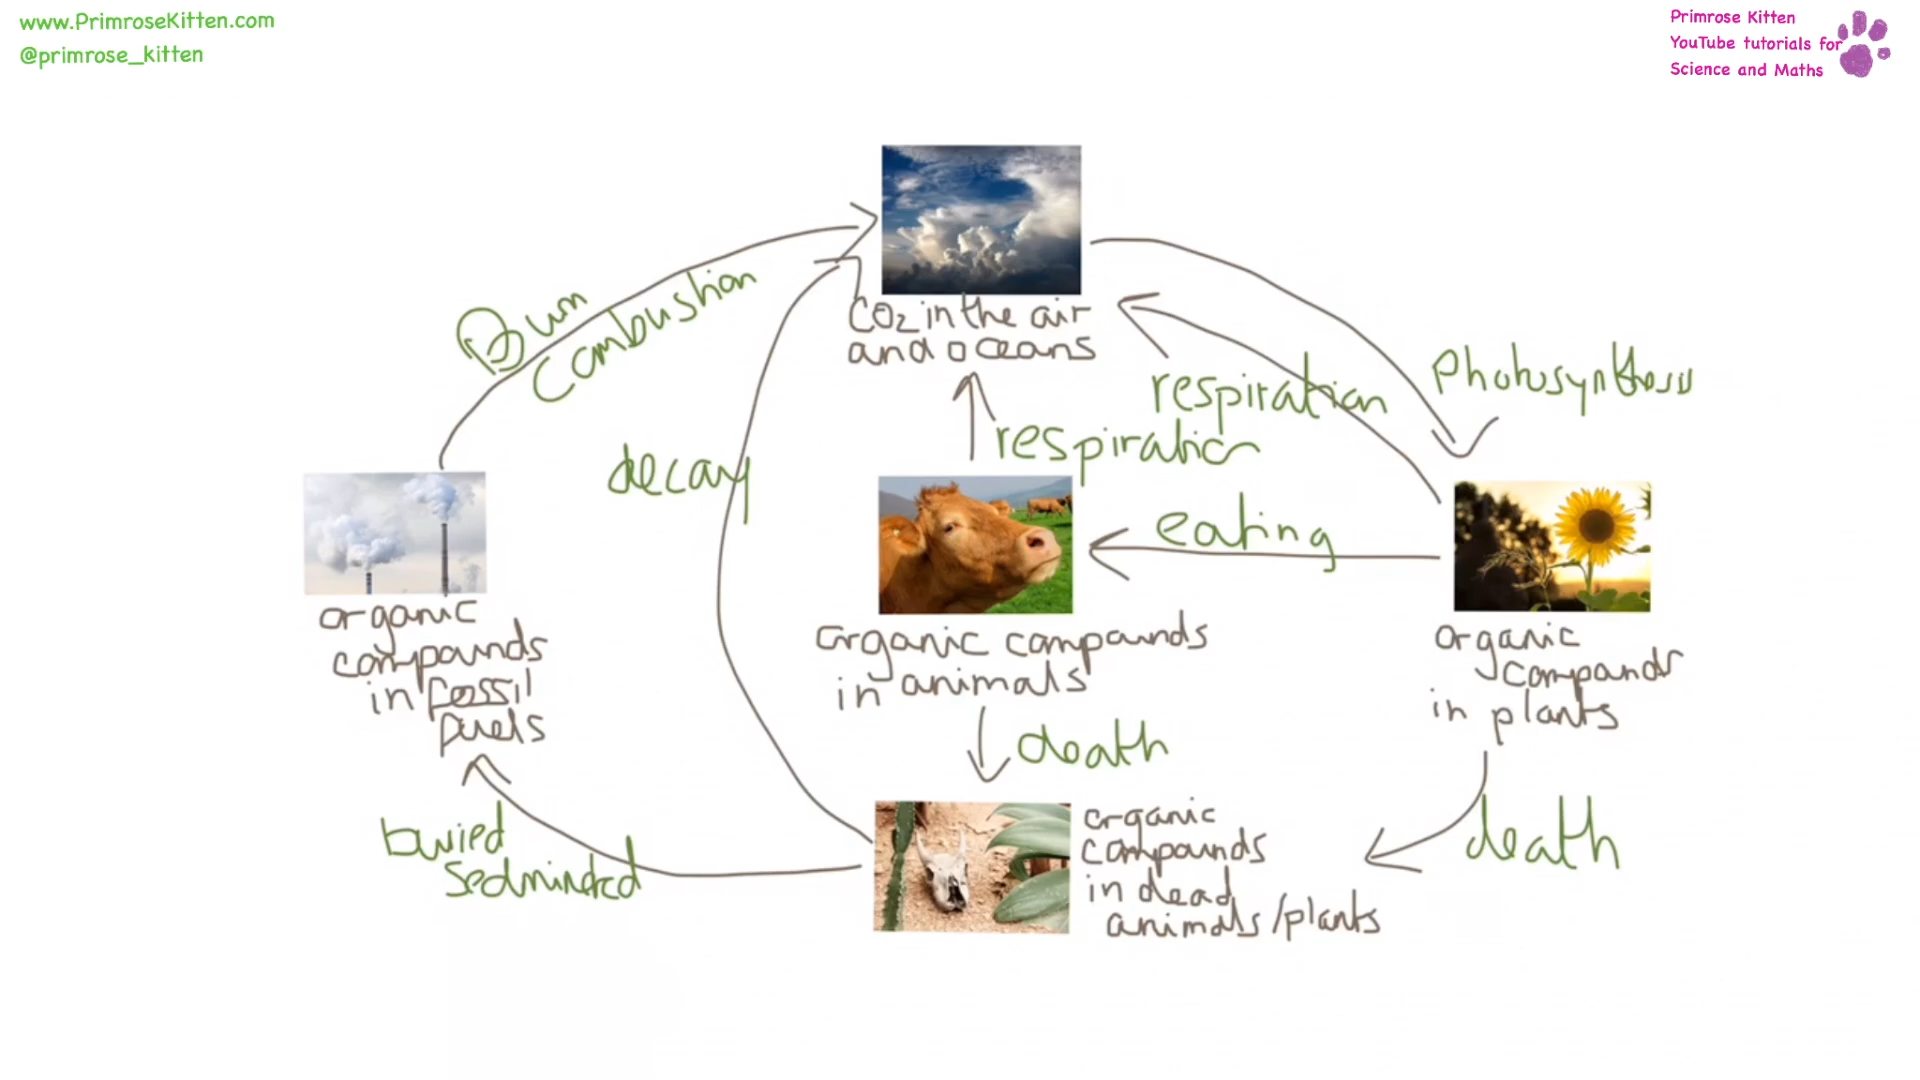 www.PrimroseKitten.com
@primrose_kitten
Primrose Kitten
YouTube tutorials for
Science and Maths
CO₂ in the air
and oceans
Burn
Combustion
Photosynthesis
respiration
respiration
decay
eating
organic
compounds
in fossil
fuels
organic compounds
in animals
organic
compounds
in plants
death
death
buried
organic
compounds
in dead
animals/plants